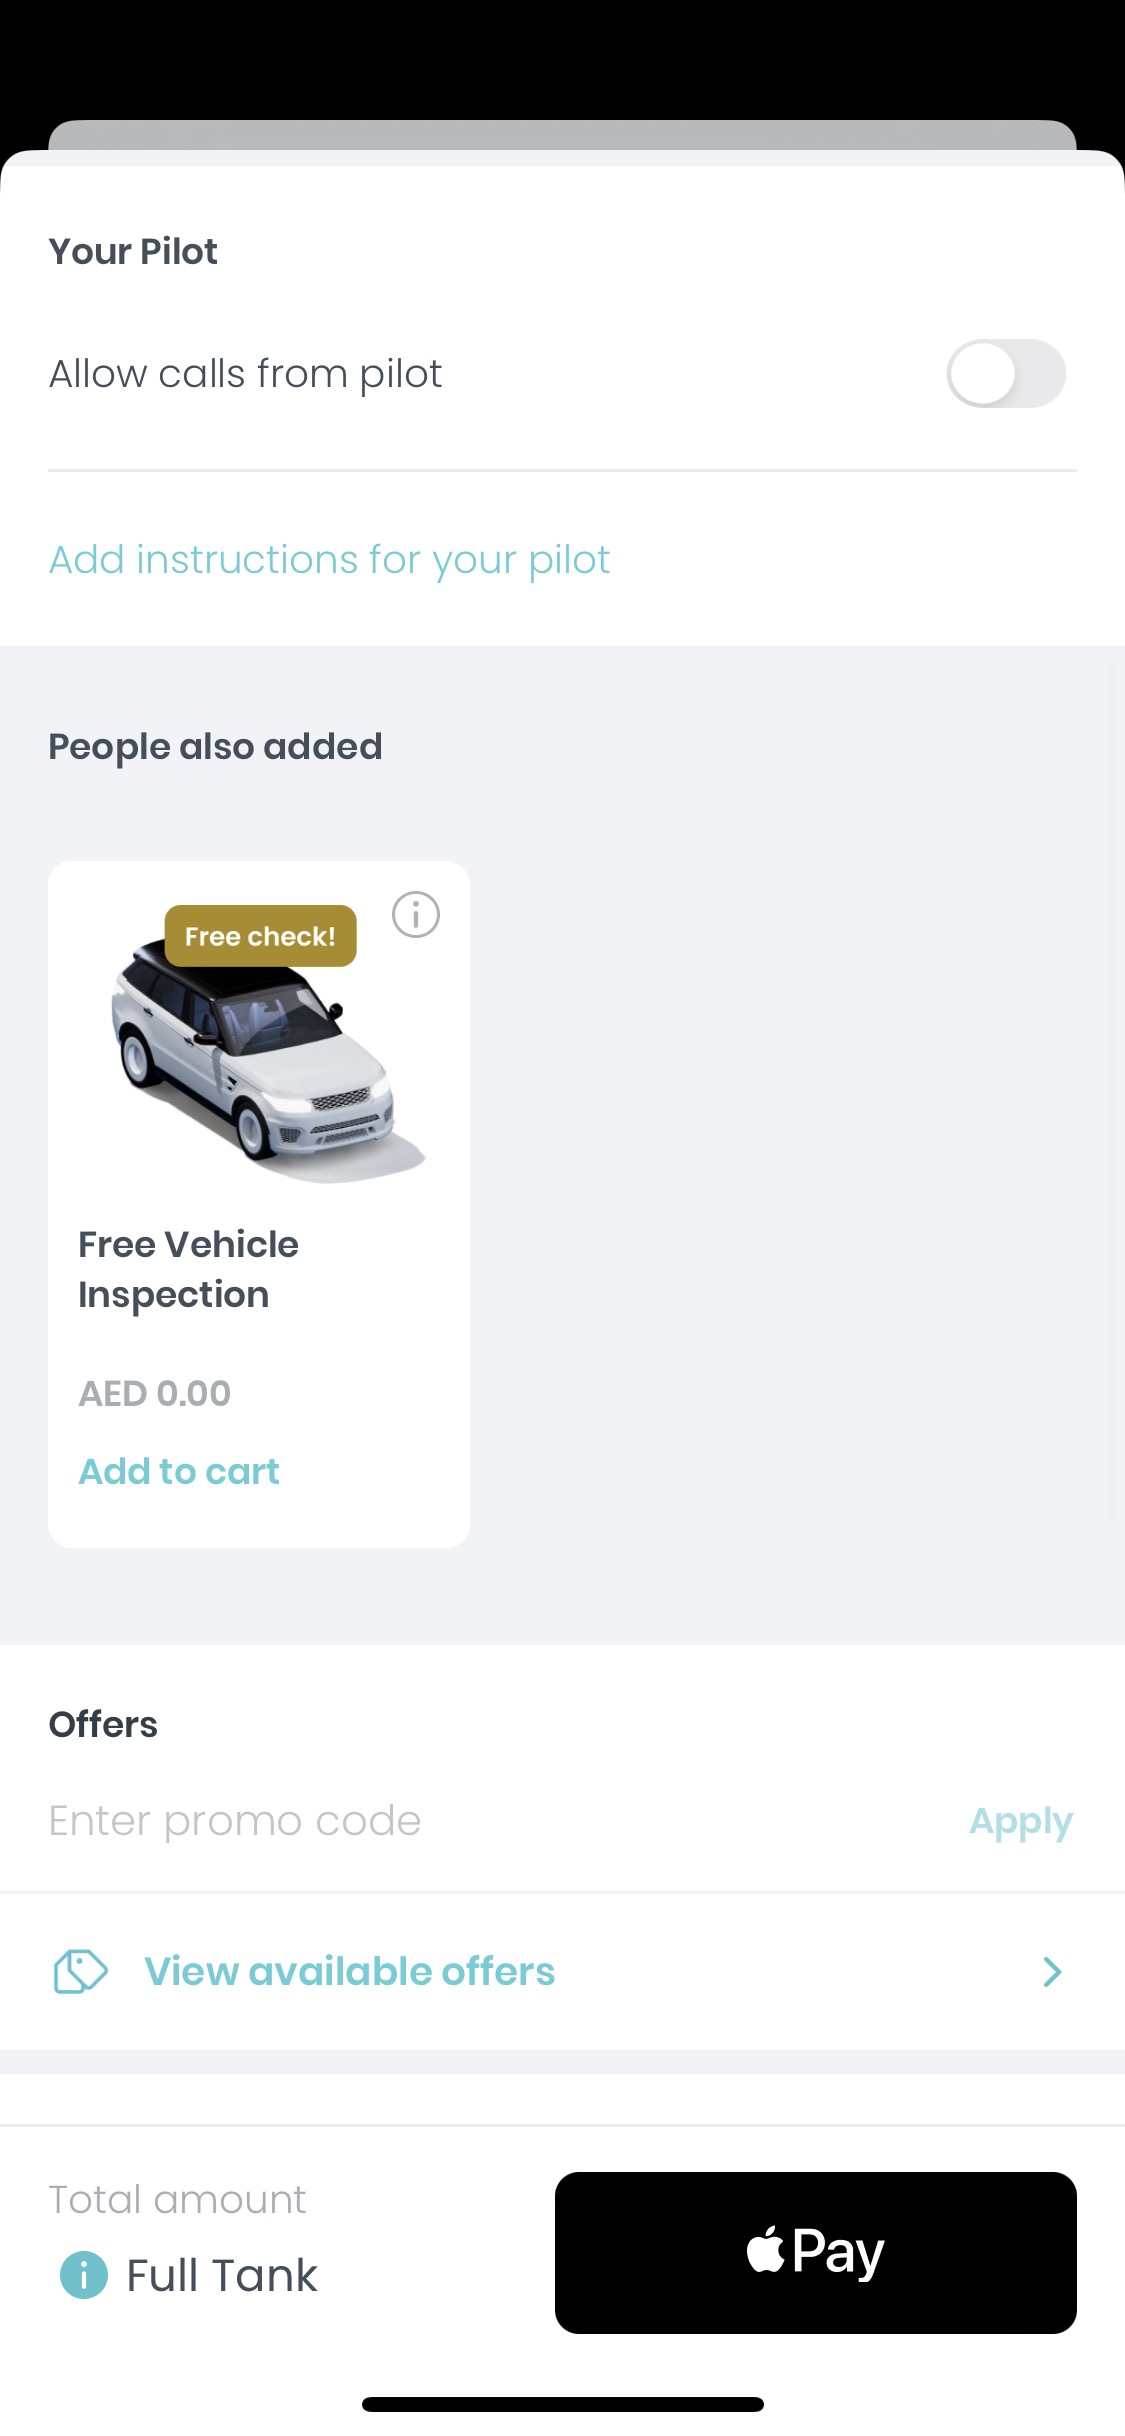 Your Pilot
Allow calls from pilot
Add instructions for your pilot
People also added
Free check!
Free Vehicle
Inspection
AED 0.00
Add to cart
Offers
Enter promo code
Apply
View available offers
Total amount
Full Tank
Pay